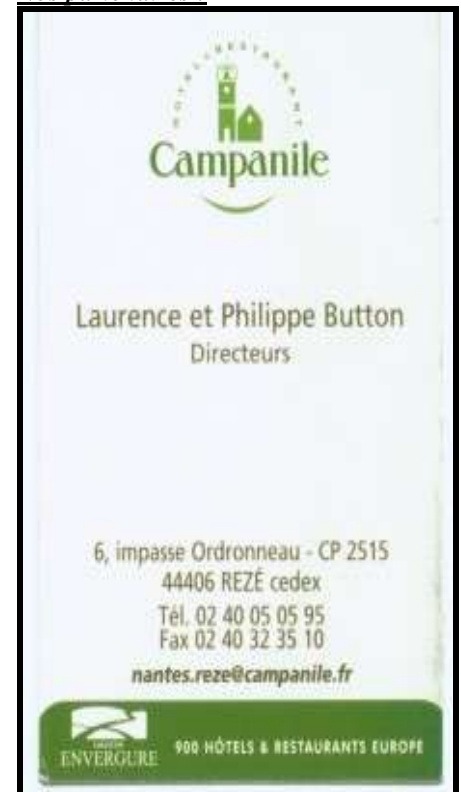 HÔTEL-RESTAURANT
Campanile
Laurence et Philippe Button
Directeurs
6, impasse Ordronneau - CP 2515
44406 REZÉ cedex
Tél. 02 40 05 05 95
Fax 02 40 32 35 10
nantes.reze@campanile.fr
ENVERGURE
900 HÔTELS & RESTAURANTS EUROPE